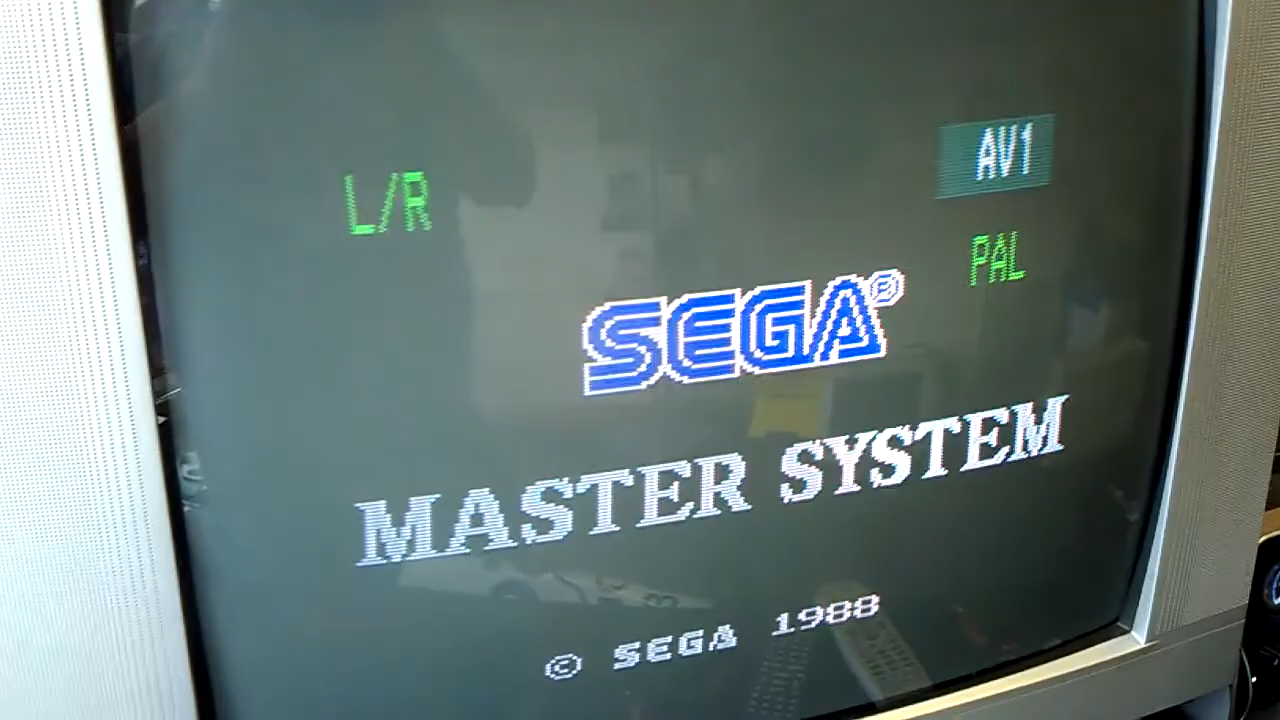 AV1
L/R
PAL
SEGA®
MASTER SYSTEM
© SEGA 1988